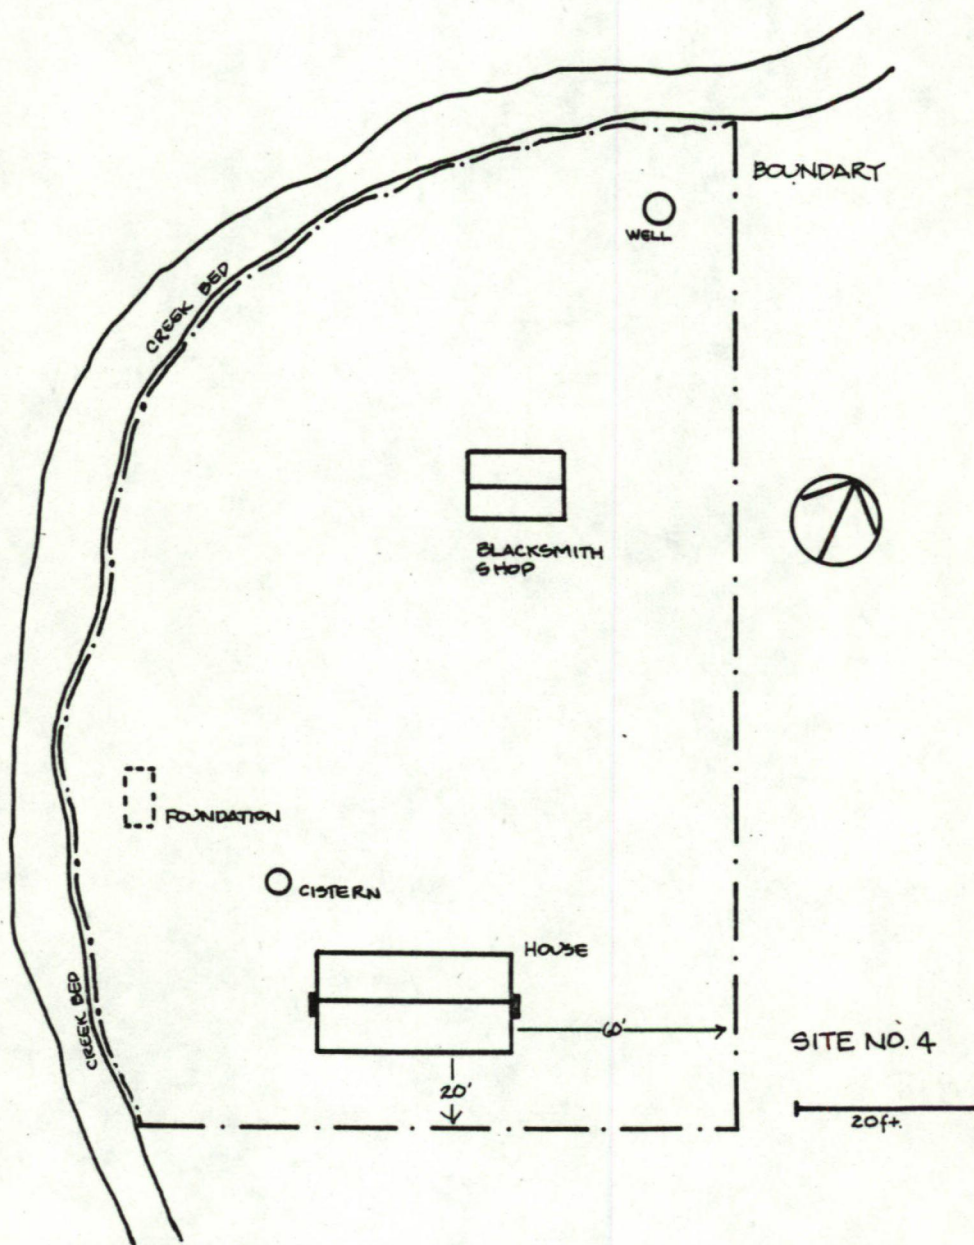 BOUNDARY
WELL
CREEK BED
BLACKSMITH
SHOP
FOUNDATION
CISTERN
HOUSE
CREEK BED
60'
SITE NO. 4
20'
20ft.